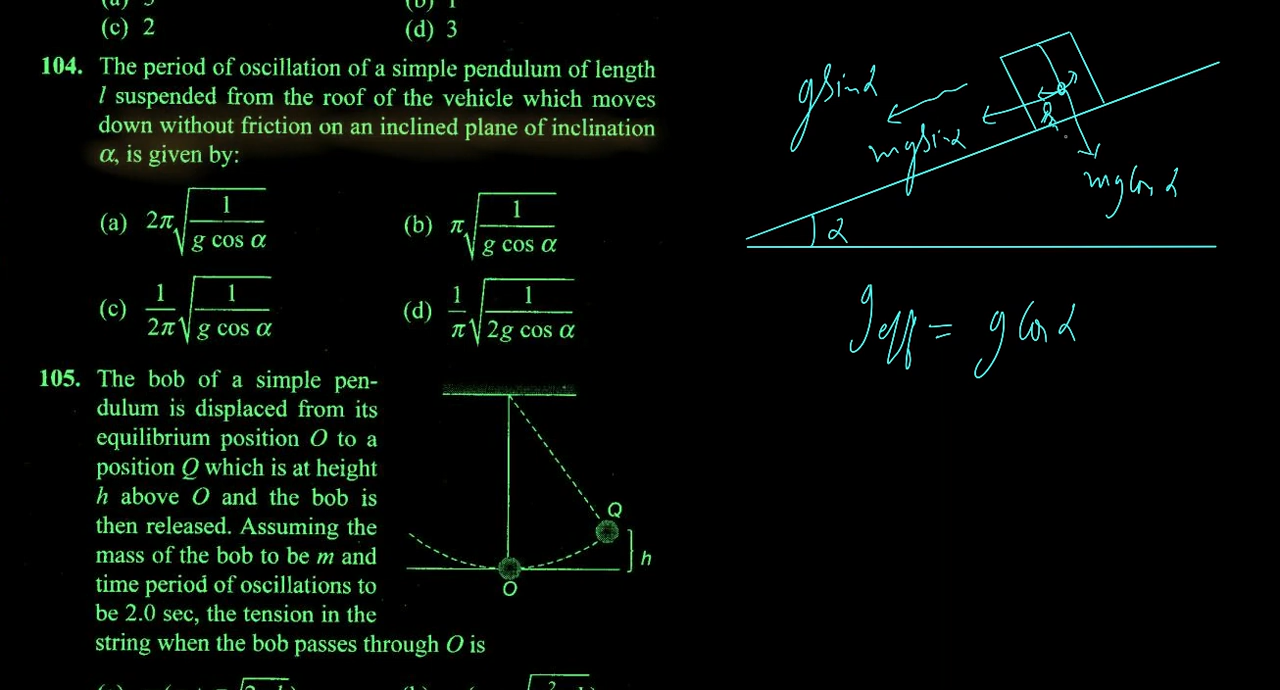 (c) 2 (d) 3
104. The period of oscillation of a simple pendulum of length
l suspended from the roof of the vehicle which moves
down without friction on an inclined plane of inclination
α, is given by:
(a) 2π√(1/(g cos α)) (b) π√(1/(g cos α))
(c) 1/(2π)√(1/(g cos α)) (d) 1/π√(1/(2g cos α))
105. The bob of a simple pen-
dulum is displaced from its
equilibrium position O to a
position Q which is at height
h above O and the bob is
then released. Assuming the
mass of the bob to be m and
time period of oscillations to
be 2.0 sec, the tension in the
string when the bob passes through O is
Q
h
O
g sin α
mg sin α
mg cos α
α
g eff = g cos α